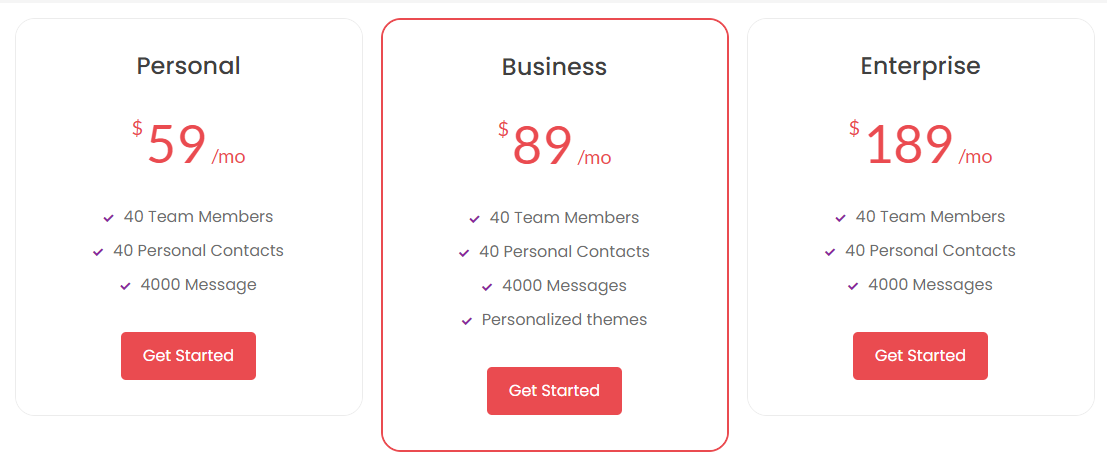 Personal
$59/mo
40 Team Members
40 Personal Contacts
4000 Message
Get Started
Business
$89/mo
40 Team Members
40 Personal Contacts
4000 Messages
Personalized themes
Get Started
Enterprise
$189/mo
40 Team Members
40 Personal Contacts
4000 Messages
Get Started